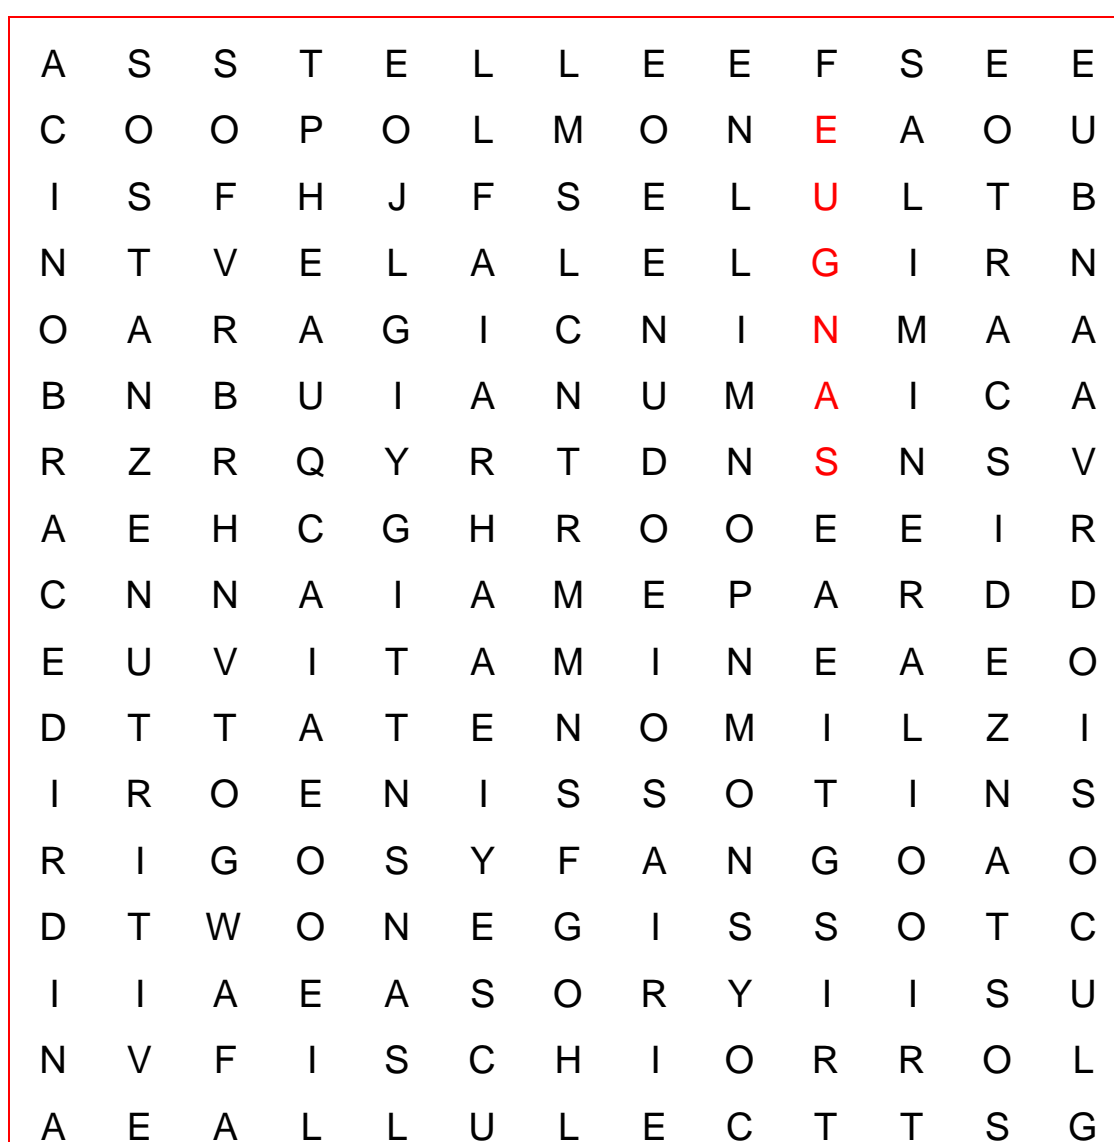 A S S T E L L E E F S E E
C O O P O L M O N E A O U
I S F H J F S E L U L T B
N T V E L A L E L G I R N
O A R A G I C N I N M A A
B N B U I A N U M A I C A
R Z R Q Y R T D N S N S V
A E H C G H R O O E E I R
C N N A I A M E P A R D D
E U V I T A M I N E A E O
D T T A T E N O M I L Z I
I R O E N I S S O T I N S
R I G O S Y F A N G O A O
D T W O N E G I S S O T C
I I A E A S O R Y I I S U
N V F I S C H I O R R O L
A E A L L U L E C T T S G